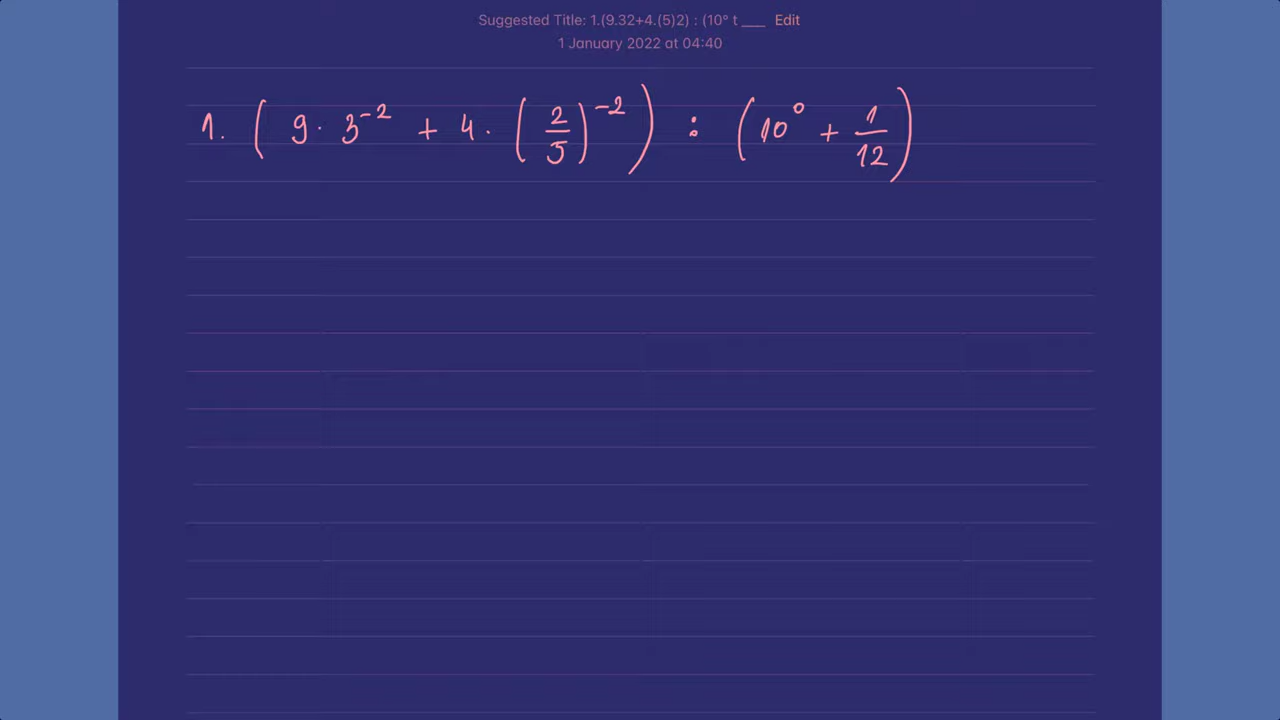 Suggested Title: 1.(9.32+4.(5)2) : (10° t ___ Edit
1 January 2022 at 04:40
1. (9 · 3⁻² + 4 · (2/5)⁻²) : (10⁰ + 1/12)